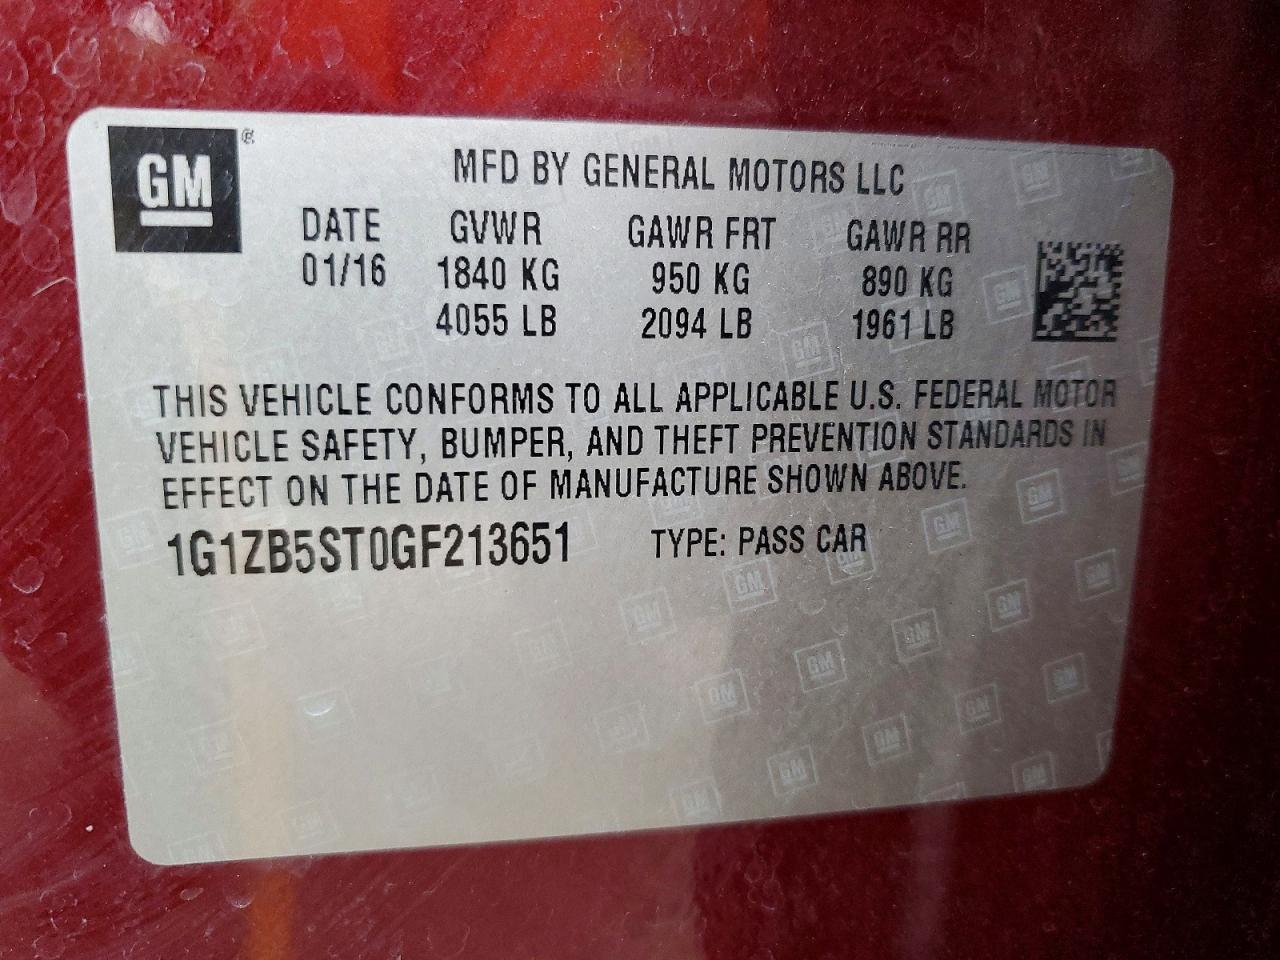 GM
MFD BY GENERAL MOTORS LLC
DATE GVWR GAWR FRT GAWR RR
01/16 1840 KG 950 KG 890 KG
4055 LB 2094 LB 1961 LB
THIS VEHICLE CONFORMS TO ALL APPLICABLE U.S. FEDERAL MOTOR
VEHICLE SAFETY, BUMPER, AND THEFT PREVENTION STANDARDS IN
EFFECT ON THE DATE OF MANUFACTURE SHOWN ABOVE.
1G1ZB5ST0GF213651 TYPE: PASS CAR